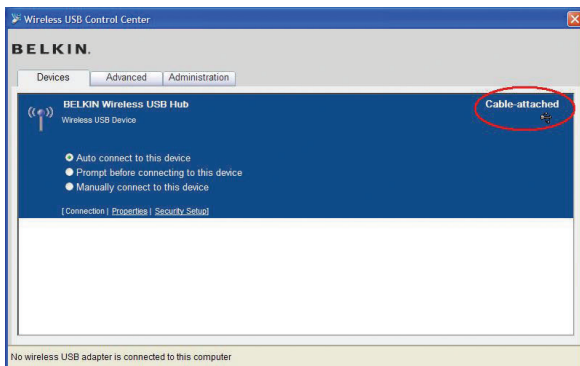 Wireless USB Control Center
BELKIN.
Devices Advanced Administration
BELKIN Wireless USB Hub Cable-attached
Wireless USB Device
Auto connect to this device
Prompt before connecting to this device
Manually connect to this device
[Connection | Properties | Security Setup]
No wireless USB adapter is connected to this computer